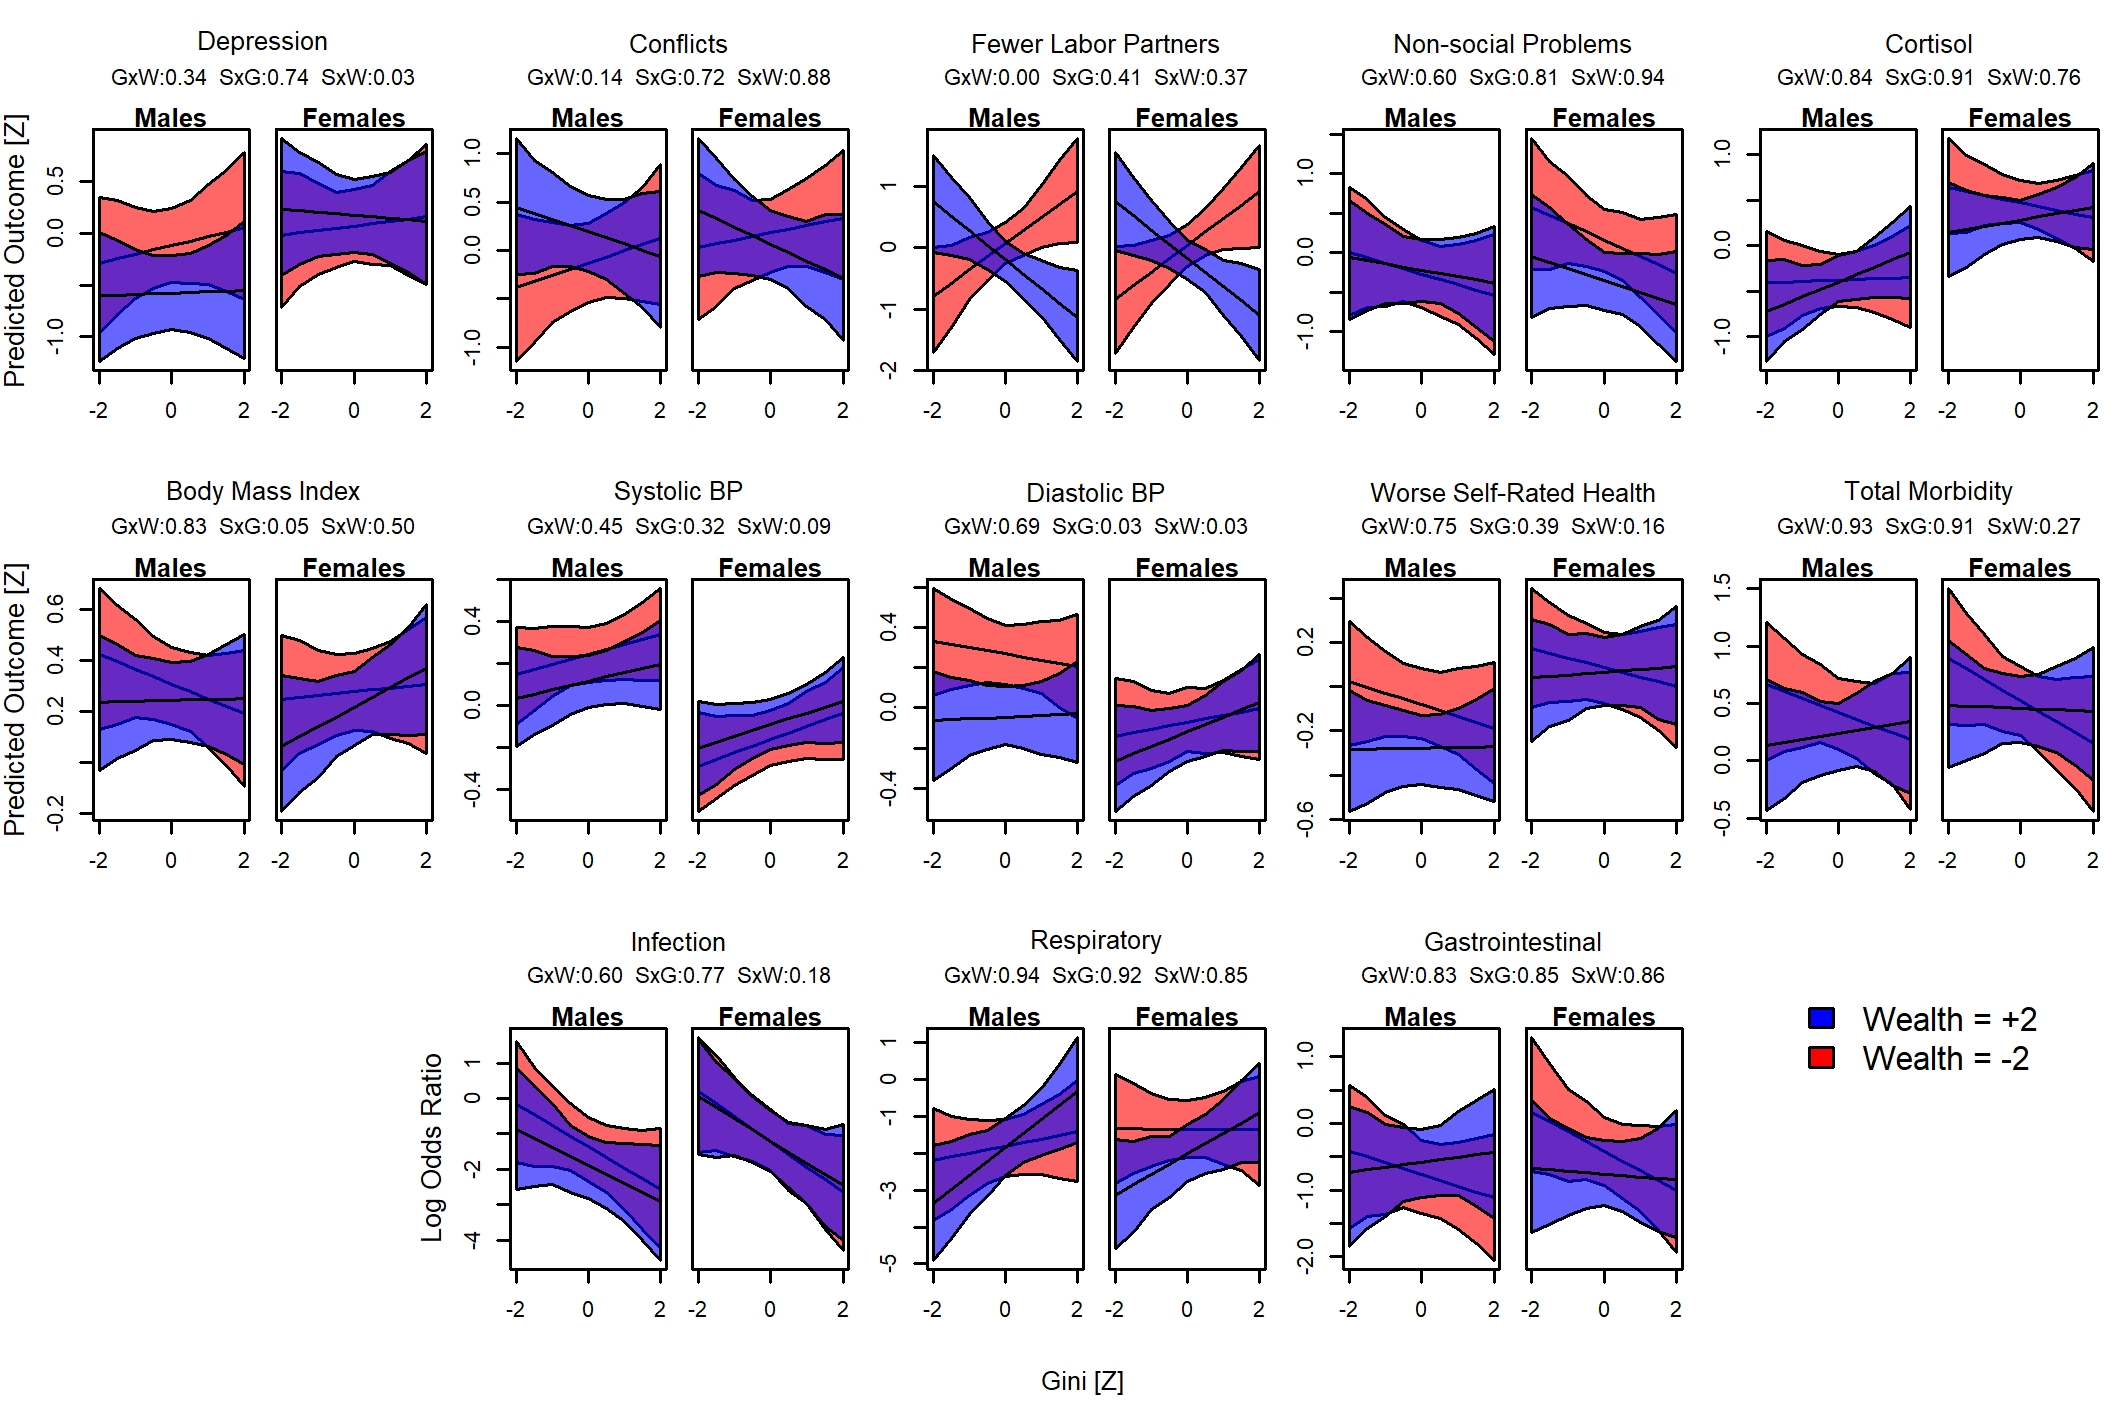 Depression
GxW:0.34 SxG:0.74 SxW:0.03
Males Females
Predicted Outcome [Z]
-1.0 0.0 0.5
-2 0 2 -2 0 2
Conflicts
GxW:0.14 SxG:0.72 SxW:0.88
Males Females
-1.0 0.0 0.5 1.0
-2 0 2 -2 0 2
Fewer Labor Partners
GxW:0.00 SxG:0.41 SxW:0.37
Males Females
-2 -1 0 1
-2 0 2 -2 0 2
Non-social Problems
GxW:0.60 SxG:0.81 SxW:0.94
Males Females
-1.0 0.0 1.0
-2 0 2 -2 0 2
Cortisol
GxW:0.84 SxG:0.91 SxW:0.76
Males Females
-1.0 0.0 1.0
-2 0 2 -2 0 2
Body Mass Index
GxW:0.83 SxG:0.05 SxW:0.50
Males Females
Predicted Outcome [Z]
-0.2 0.2 0.4 0.6
-2 0 2 -2 0 2
Systolic BP
GxW:0.45 SxG:0.32 SxW:0.09
Males Females
-0.4 0.0 0.4
-2 0 2 -2 0 2
Diastolic BP
GxW:0.69 SxG:0.03 SxW:0.03
Males Females
-0.4 0.0 0.4
-2 0 2 -2 0 2
Worse Self-Rated Health
GxW:0.75 SxG:0.39 SxW:0.16
Males Females
-0.6 -0.2 0.2
-2 0 2 -2 0 2
Total Morbidity
GxW:0.93 SxG:0.91 SxW:0.27
Males Females
-0.5 0.0 0.5 1.0 1.5
-2 0 2 -2 0 2
Infection
GxW:0.60 SxG:0.77 SxW:0.18
Males Females
Log Odds Ratio
-4 -2 0 1
-2 0 2 -2 0 2
Respiratory
GxW:0.94 SxG:0.92 SxW:0.85
Males Females
-5 -3 -1 0 1
-2 0 2 -2 0 2
Gastrointestinal
GxW:0.83 SxG:0.85 SxW:0.86
Males Females
-2.0 -1.0 0.0 1.0
-2 0 2 -2 0 2
Wealth = +2
Wealth = -2
Gini [Z]